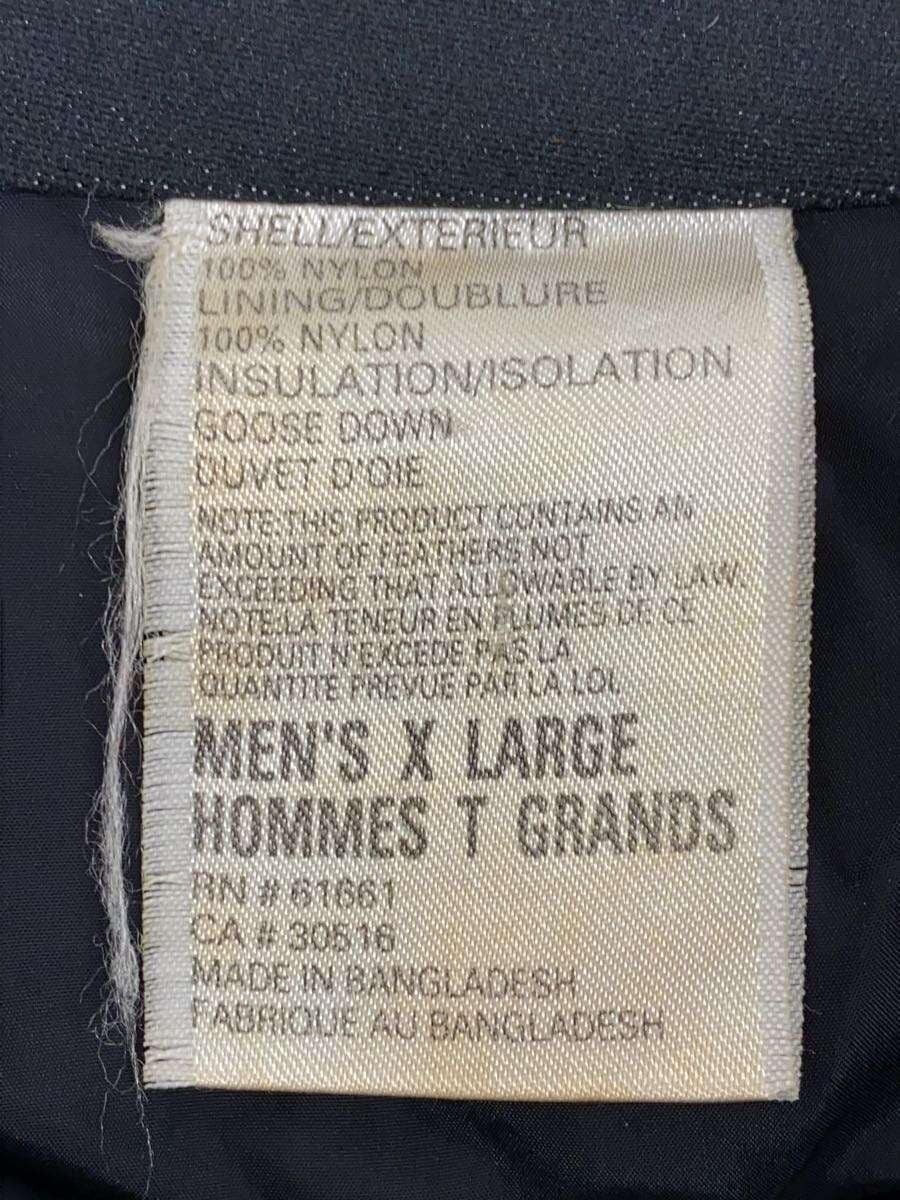 SHELL/EXTERIEUR
100% NYLON
LINING/DOUBLURE
100% NYLON
INSULATION/ISOLATION
GOOSE DOWN
DUVET D'OIE
NOTE:THIS PRODUCT CONTAINS AN
AMOUNT OF FEATHERS NOT
EXCEEDING THAT ALLOWABLE BY LAW.
NOTE:LA TENEUR EN PLUMES DE CE
PRODUIT N'EXCEDE PAS LA
QUANTITE PREVUE PAR LA LOI.
MEN'S X LARGE
HOMMES T GRANDS
RN # 61661
CA # 30516
MADE IN BANGLADESH
FABRIQUE AU BANGLADESH